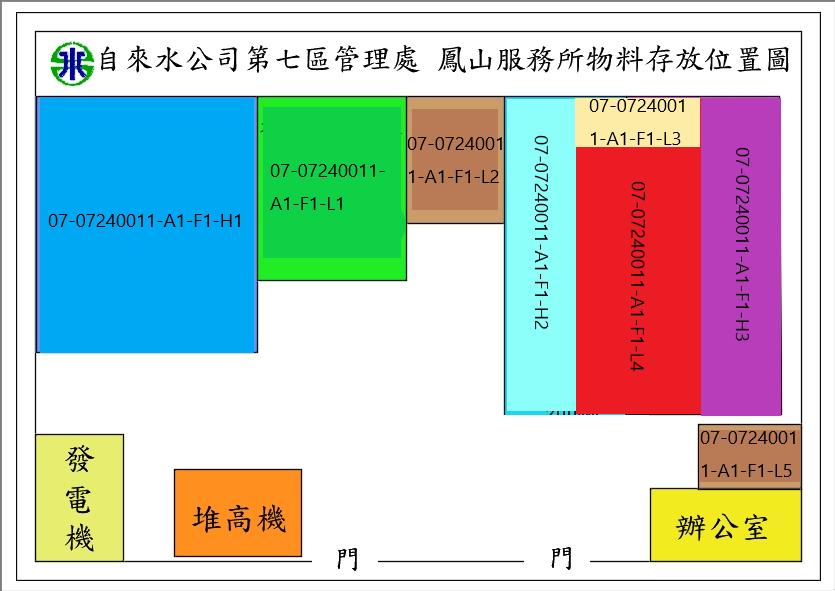 自來水公司第七區管理處 鳳山服務所物料存放位置圖
07-07240011-A1-F1-H1
07-07240011-
A1-F1-L1
07-0724001
1-A1-F1-L2
07-07240011-A1-F1-H2
07-0724001
1-A1-F1-L3
07-07240011-A1-F1-L4
07-07240011-A1-F1-H3
07-0724001
1-A1-F1-L5
發
電
機
堆高機
門
門
辦公室